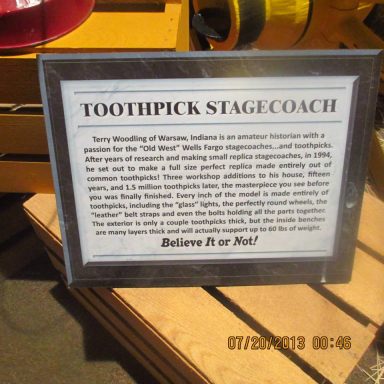 TOOTHPICK STAGECOACH
Terry Woodling of Warsaw, Indiana is an amateur historian with a
passion for the "Old West" Wells Fargo stagecoaches...and toothpicks.
After years of research and making small replica stagecoaches, in 1994,
he set out to make a full size perfect replica made entirely out of
common toothpicks! Three workshop additions to his house, fifteen
years, and 1.5 million toothpicks later, the masterpiece you see before
you was finally finished. Every inch of the model is made entirely of
toothpicks, including the "glass" lights, the perfectly round wheels, the
"leather" belt straps and even the bolts holding all the parts together.
The exterior is only a couple toothpicks thick, but the inside benches
are many layers thick and will actually support up to 60 lbs of weight.
Believe It or Not!
07/20/2013 00:46